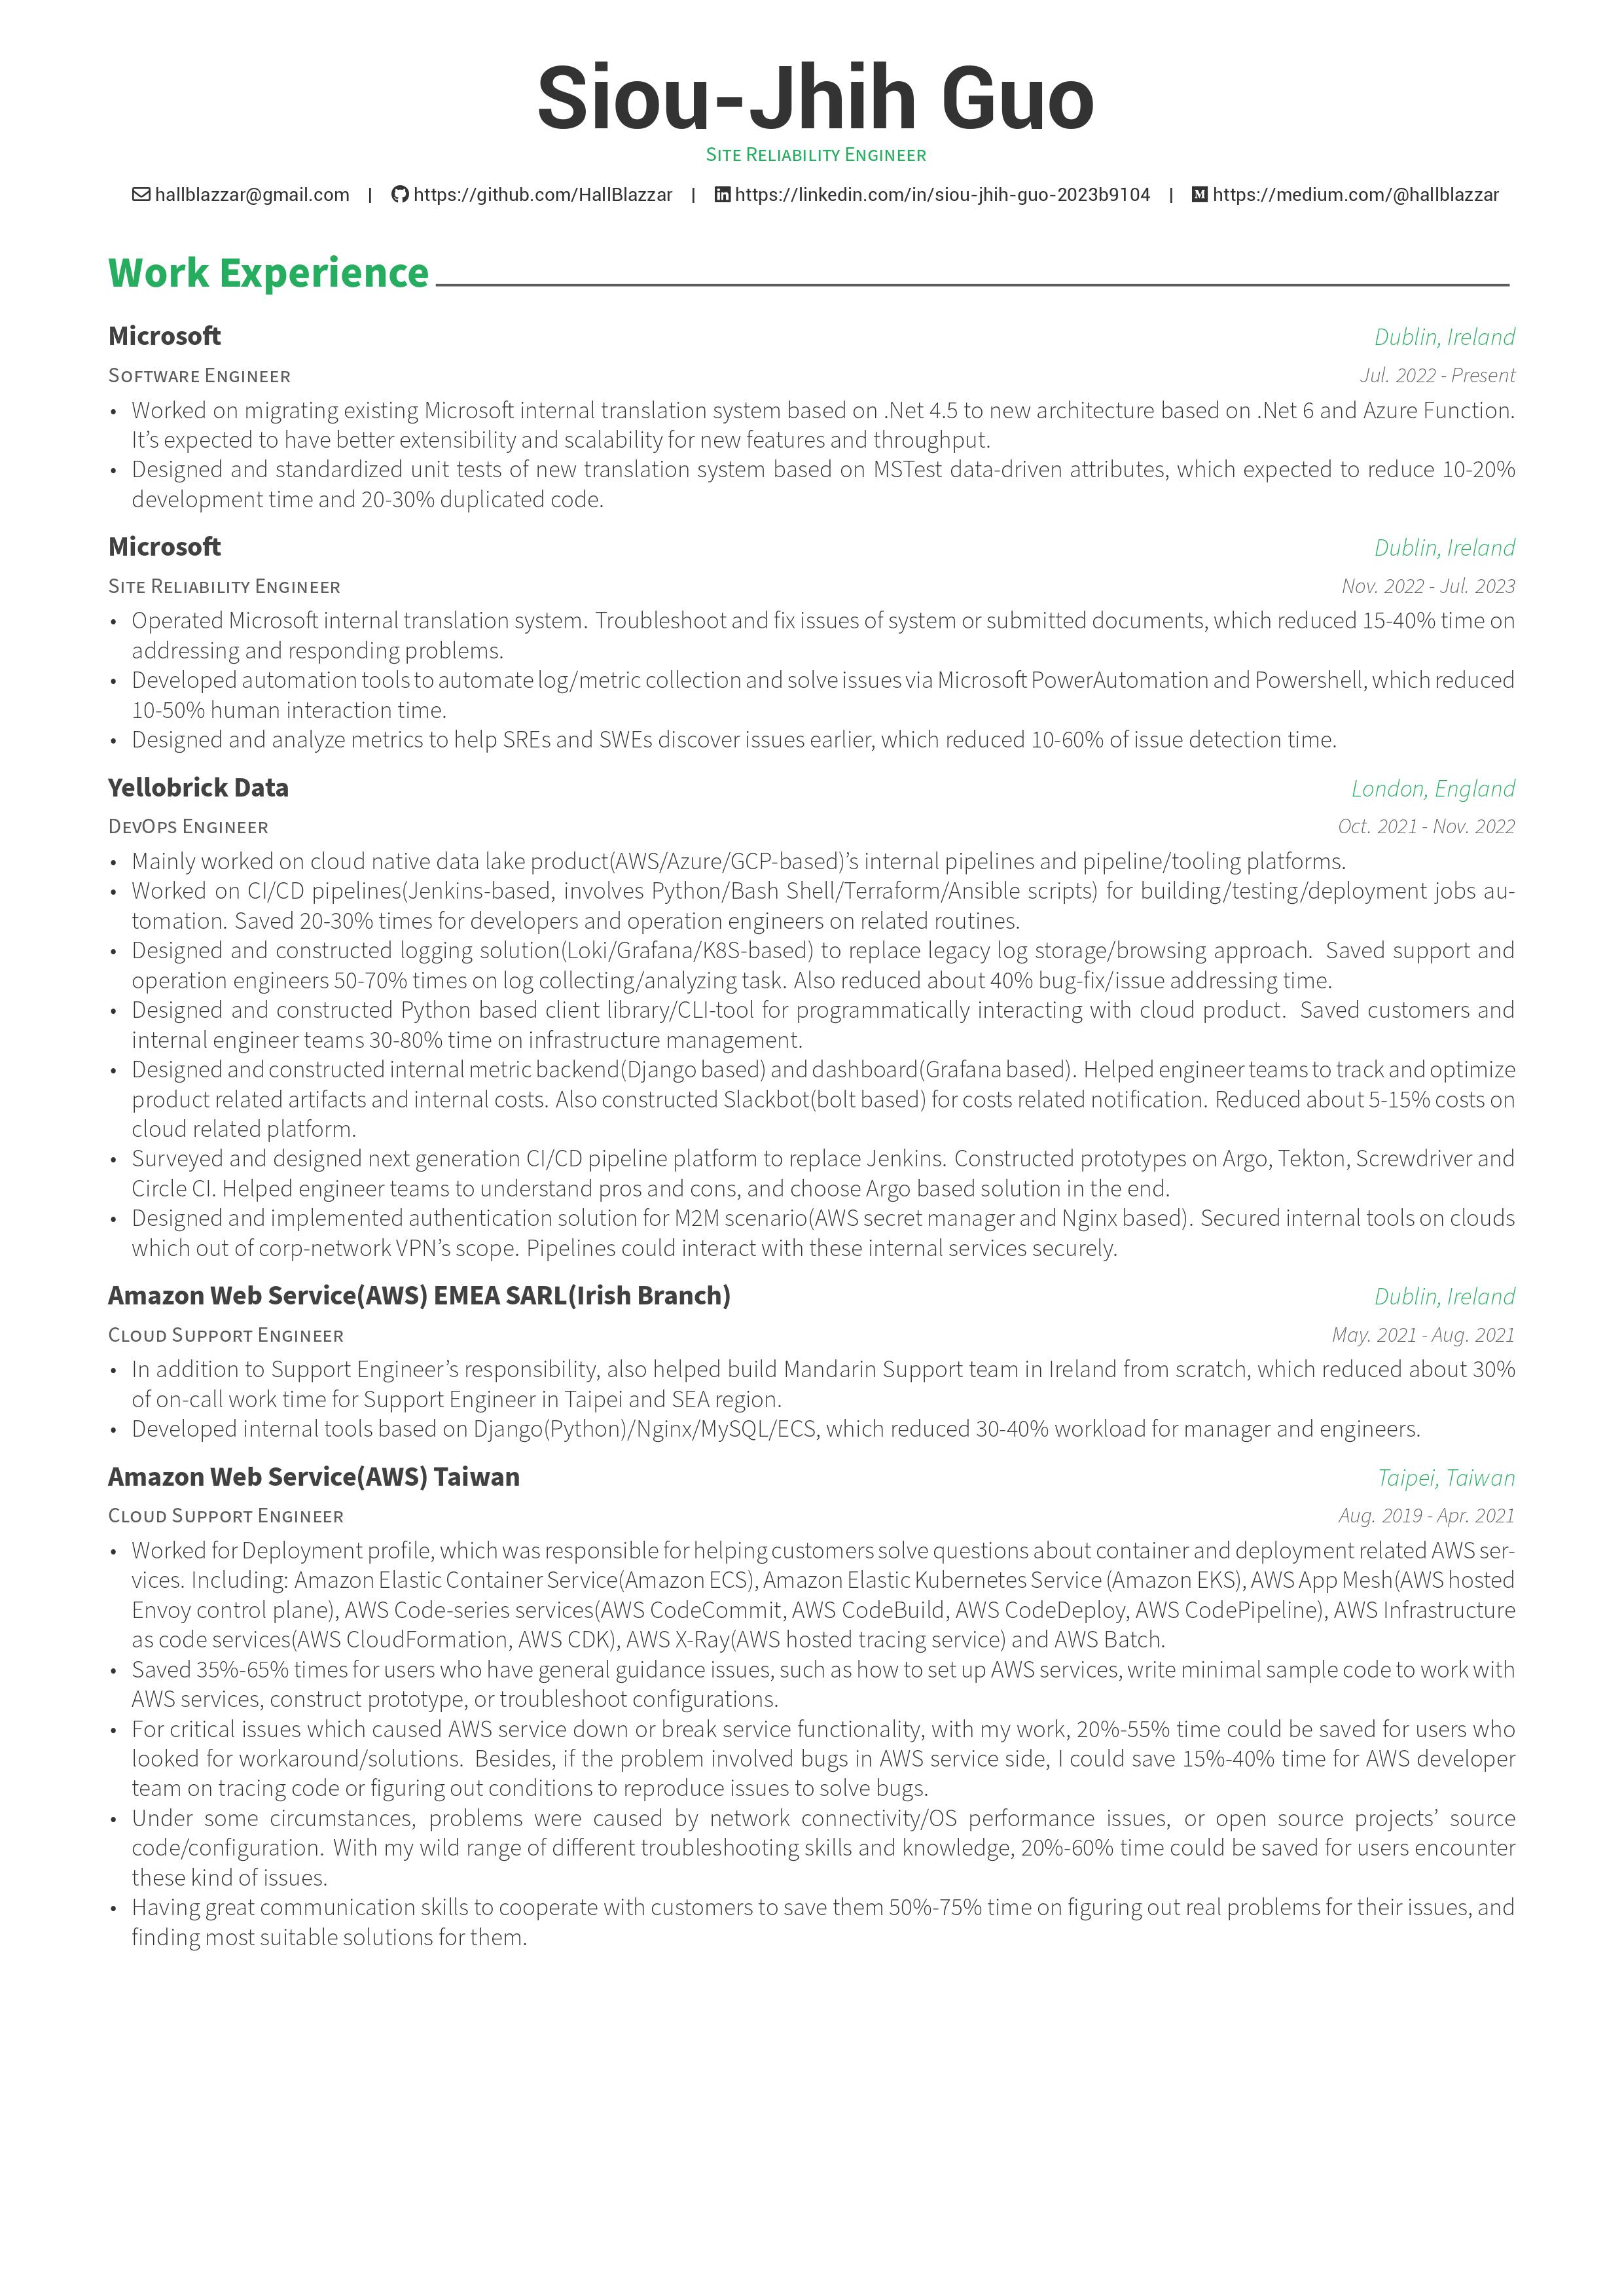 Siou-Jhih Guo
Site Reliability Engineer
hallblazzar@gmail.com | https://github.com/HallBlazzar | https://linkedin.com/in/siou-jhih-guo-2023b9104 | https://medium.com/@hallblazzar
Work Experience
Microsoft Dublin, Ireland
Software Engineer Jul. 2022 - Present
• Worked on migrating existing Microsoft internal translation system based on .Net 4.5 to new architecture based on .Net 6 and Azure Function.
It’s expected to have better extensibility and scalability for new features and throughput.
• Designed and standardized unit tests of new translation system based on MSTest data-driven attributes, which expected to reduce 10-20%
development time and 20-30% duplicated code.
Microsoft Dublin, Ireland
Site Reliability Engineer Nov. 2022 - Jul. 2023
• Operated Microsoft internal translation system. Troubleshoot and fix issues of system or submitted documents, which reduced 15-40% time on
addressing and responding problems.
• Developed automation tools to automate log/metric collection and solve issues via Microsoft PowerAutomation and Powershell, which reduced
10-50% human interaction time.
• Designed and analyze metrics to help SREs and SWEs discover issues earlier, which reduced 10-60% of issue detection time.
Yellobrick Data London, England
DevOps Engineer Oct. 2021 - Nov. 2022
• Mainly worked on cloud native data lake product(AWS/Azure/GCP-based)’s internal pipelines and pipeline/tooling platforms.
• Worked on CI/CD pipelines(Jenkins-based, involves Python/Bash Shell/Terraform/Ansible scripts) for building/testing/deployment jobs au-
tomation. Saved 20-30% times for developers and operation engineers on related routines.
• Designed and constructed logging solution(Loki/Grafana/K8S-based) to replace legacy log storage/browsing approach. Saved support and
operation engineers 50-70% times on log collecting/analyzing task. Also reduced about 40% bug-fix/issue addressing time.
• Designed and constructed Python based client library/CLI-tool for programmatically interacting with cloud product. Saved customers and
internal engineer teams 30-80% time on infrastructure management.
• Designed and constructed internal metric backend(Django based) and dashboard(Grafana based). Helped engineer teams to track and optimize
product related artifacts and internal costs. Also constructed Slackbot(bolt based) for costs related notification. Reduced about 5-15% costs on
cloud related platform.
• Surveyed and designed next generation CI/CD pipeline platform to replace Jenkins. Constructed prototypes on Argo, Tekton, Screwdriver and
Circle CI. Helped engineer teams to understand pros and cons, and choose Argo based solution in the end.
• Designed and implemented authentication solution for M2M scenario(AWS secret manager and Nginx based). Secured internal tools on clouds
which out of corp-network VPN’s scope. Pipelines could interact with these internal services securely.
Amazon Web Service(AWS) EMEA SARL(Irish Branch) Dublin, Ireland
Cloud Support Engineer May. 2021 - Aug. 2021
• In addition to Support Engineer’s responsibility, also helped build Mandarin Support team in Ireland from scratch, which reduced about 30%
of on-call work time for Support Engineer in Taipei and SEA region.
• Developed internal tools based on Django(Python)/Nginx/MySQL/ECS, which reduced 30-40% workload for manager and engineers.
Amazon Web Service(AWS) Taiwan Taipei, Taiwan
Cloud Support Engineer Aug. 2019 - Apr. 2021
• Worked for Deployment profile, which was responsible for helping customers solve questions about container and deployment related AWS ser-
vices. Including: Amazon Elastic Container Service(Amazon ECS), Amazon Elastic Kubernetes Service (Amazon EKS), AWS App Mesh(AWS hosted
Envoy control plane), AWS Code-series services(AWS CodeCommit, AWS CodeBuild, AWS CodeDeploy, AWS CodePipeline), AWS Infrastructure
as code services(AWS CloudFormation, AWS CDK), AWS X-Ray(AWS hosted tracing service) and AWS Batch.
• Saved 35%-65% times for users who have general guidance issues, such as how to set up AWS services, write minimal sample code to work with
AWS services, construct prototype, or troubleshoot configurations.
• For critical issues which caused AWS service down or break service functionality, with my work, 20%-55% time could be saved for users who
looked for workaround/solutions. Besides, if the problem involved bugs in AWS service side, I could save 15%-40% time for AWS developer
team on tracing code or figuring out conditions to reproduce issues to solve bugs.
• Under some circumstances, problems were caused by network connectivity/OS performance issues, or open source projects’ source
code/configuration. With my wild range of different troubleshooting skills and knowledge, 20%-60% time could be saved for users encounter
these kind of issues.
• Having great communication skills to cooperate with customers to save them 50%-75% time on figuring out real problems for their issues, and
finding most suitable solutions for them.